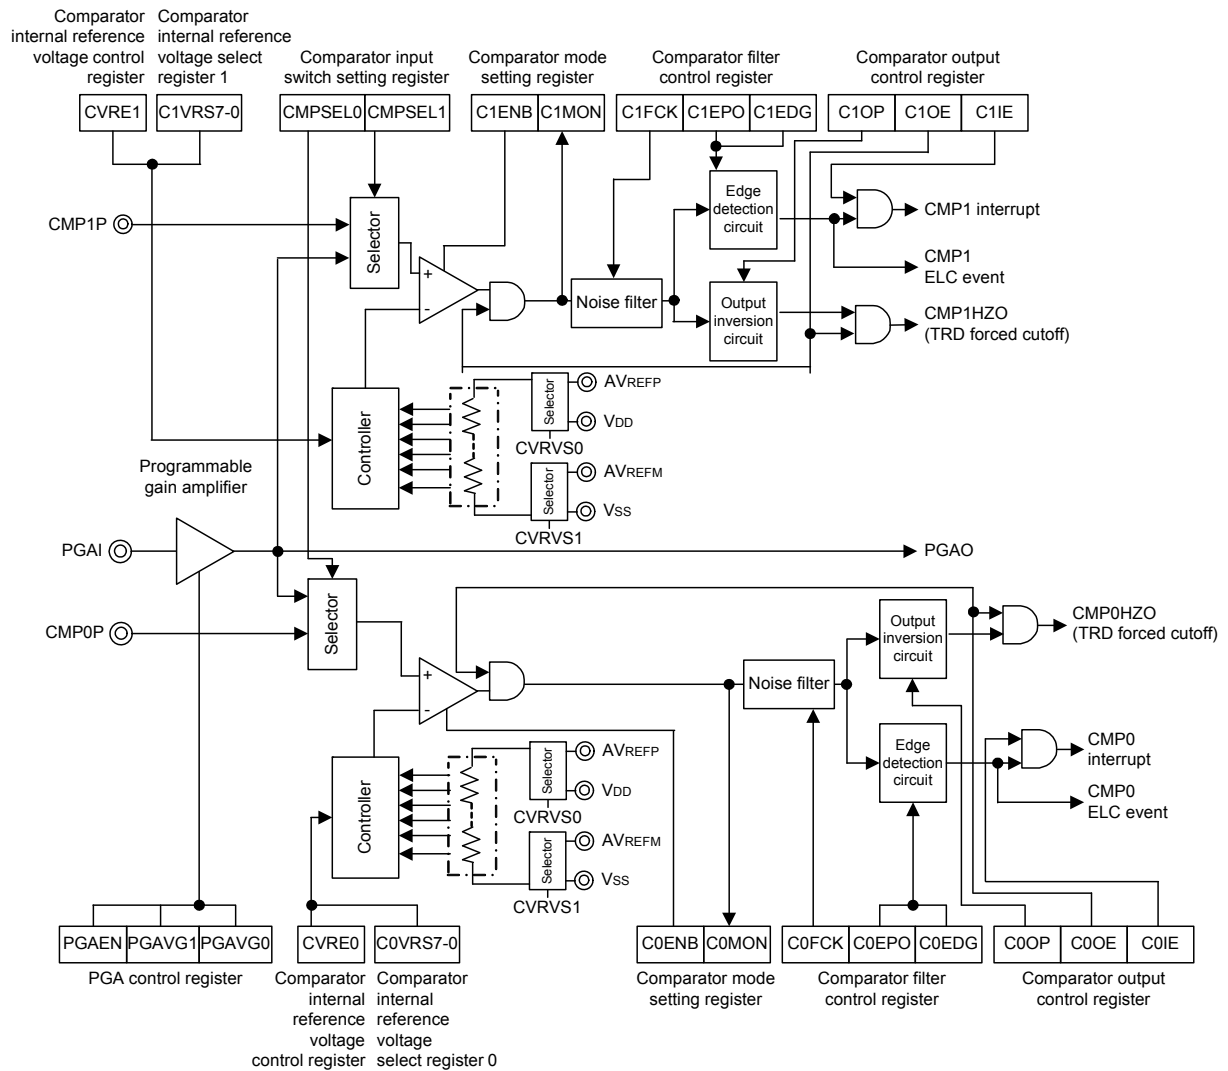 Comparator
internal reference
voltage control
register
Comparator
internal reference
voltage select
register 1
Comparator input
switch setting register
Comparator mode
setting register
Comparator filter
control register
Comparator output
control register
CVRE1
C1VRS7-0
CMPSEL0
CMPSEL1
C1ENB
C1MON
C1FCK
C1EPO
C1EDG
C1OP
C1OE
C1IE
CMP1P
Selector
+
-
Noise filter
Edge
detection
circuit
Output
inversion
circuit
CMP1 interrupt
CMP1
ELC event
CMP1HZO
(TRD forced cutoff)
Controller
Selector
AVREFP
VDD
CVRVS0
Selector
AVREFM
VSS
CVRVS1
Programmable
gain amplifier
PGAI
PGAO
CMP0P
Selector
+
-
Noise filter
Output
inversion
circuit
Edge
detection
circuit
CMP0HZO
(TRD forced cutoff)
CMP0
interrupt
CMP0
ELC event
Controller
Selector
AVREFP
VDD
CVRVS0
Selector
AVREFM
VSS
CVRVS1
PGAEN
PGAVG1
PGAVG0
PGA control register
CVRE0
C0VRS7-0
Comparator
internal
reference
voltage
control register
Comparator
internal
reference
voltage
select register 0
C0ENB
C0MON
Comparator mode
setting register
C0FCK
C0EPO
C0EDG
Comparator filter
control register
C0OP
C0OE
C0IE
Comparator output
control register